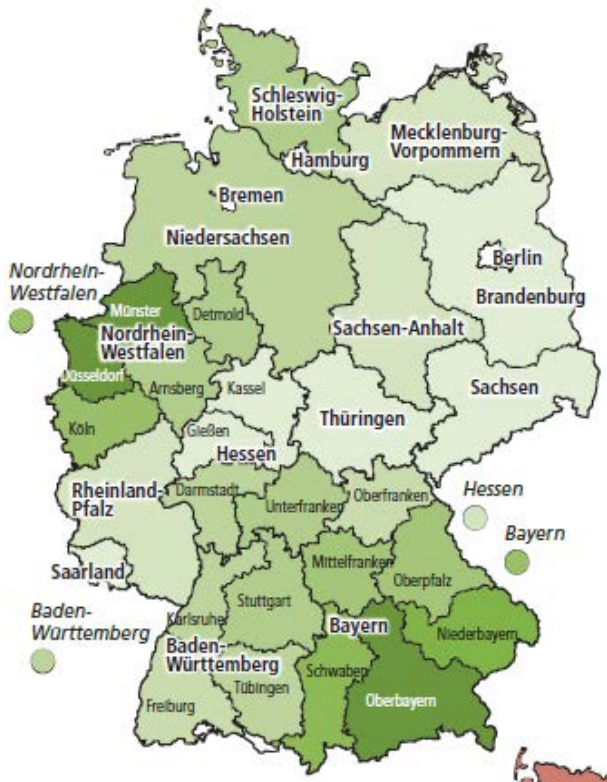 Schleswig-
Holstein
Mecklenburg-
Vorpommern
Hamburg
Bremen
Niedersachsen
Berlin
Brandenburg
Nordrhein-
Westfalen
Münster
Detmold
Nordrhein-
Westfalen
Sachsen-Anhalt
Düsseldorf
Arnsberg
Kassel
Sachsen
Köln
Gießen
Thüringen
Hessen
Rheinland-
Pfalz
Darmstadt
Unterfranken
Oberfranken
Hessen
Bayern
Saarland
Mittelfranken
Oberpfalz
Baden-
Württemberg
Karlsruhe
Stuttgart
Bayern
Niederbayern
Baden-
Württemberg
Schwaben
Tübingen
Oberbayern
Freiburg